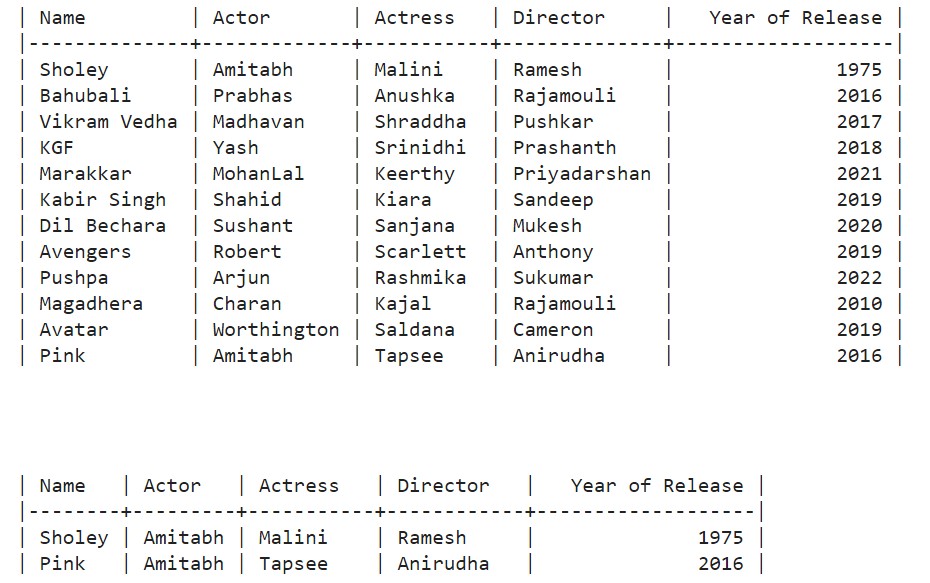 | Name         | Actor       | Actress   | Director     |   Year of Release |
|--------------+-------------+-----------+--------------+-------------------|
| Sholey       | Amitabh     | Malini    | Ramesh       |              1975 |
| Bahubali     | Prabhas     | Anushka   | Rajamouli    |              2016 |
| Vikram Vedha | Madhavan    | Shraddha  | Pushkar      |              2017 |
| KGF          | Yash        | Srinidhi  | Prashanth    |              2018 |
| Marakkar     | MohanLal    | Keerthy   | Priyadarshan |              2021 |
| Kabir Singh  | Shahid      | Kiara     | Sandeep      |              2019 |
| Dil Bechara  | Sushant     | Sanjana   | Mukesh       |              2020 |
| Avengers     | Robert      | Scarlett  | Anthony      |              2019 |
| Pushpa       | Arjun       | Rashmika  | Sukumar      |              2022 |
| Magadhera    | Charan      | Kajal     | Rajamouli    |              2010 |
| Avatar       | Worthington | Saldana   | Cameron      |              2019 |
| Pink         | Amitabh     | Tapsee    | Anirudha     |              2016 |
| Name   | Actor   | Actress   | Director   |   Year of Release |
|--------+---------+-----------+------------+-------------------|
| Sholey | Amitabh | Malini    | Ramesh     |              1975 |
| Pink   | Amitabh | Tapsee    | Anirudha   |              2016 |